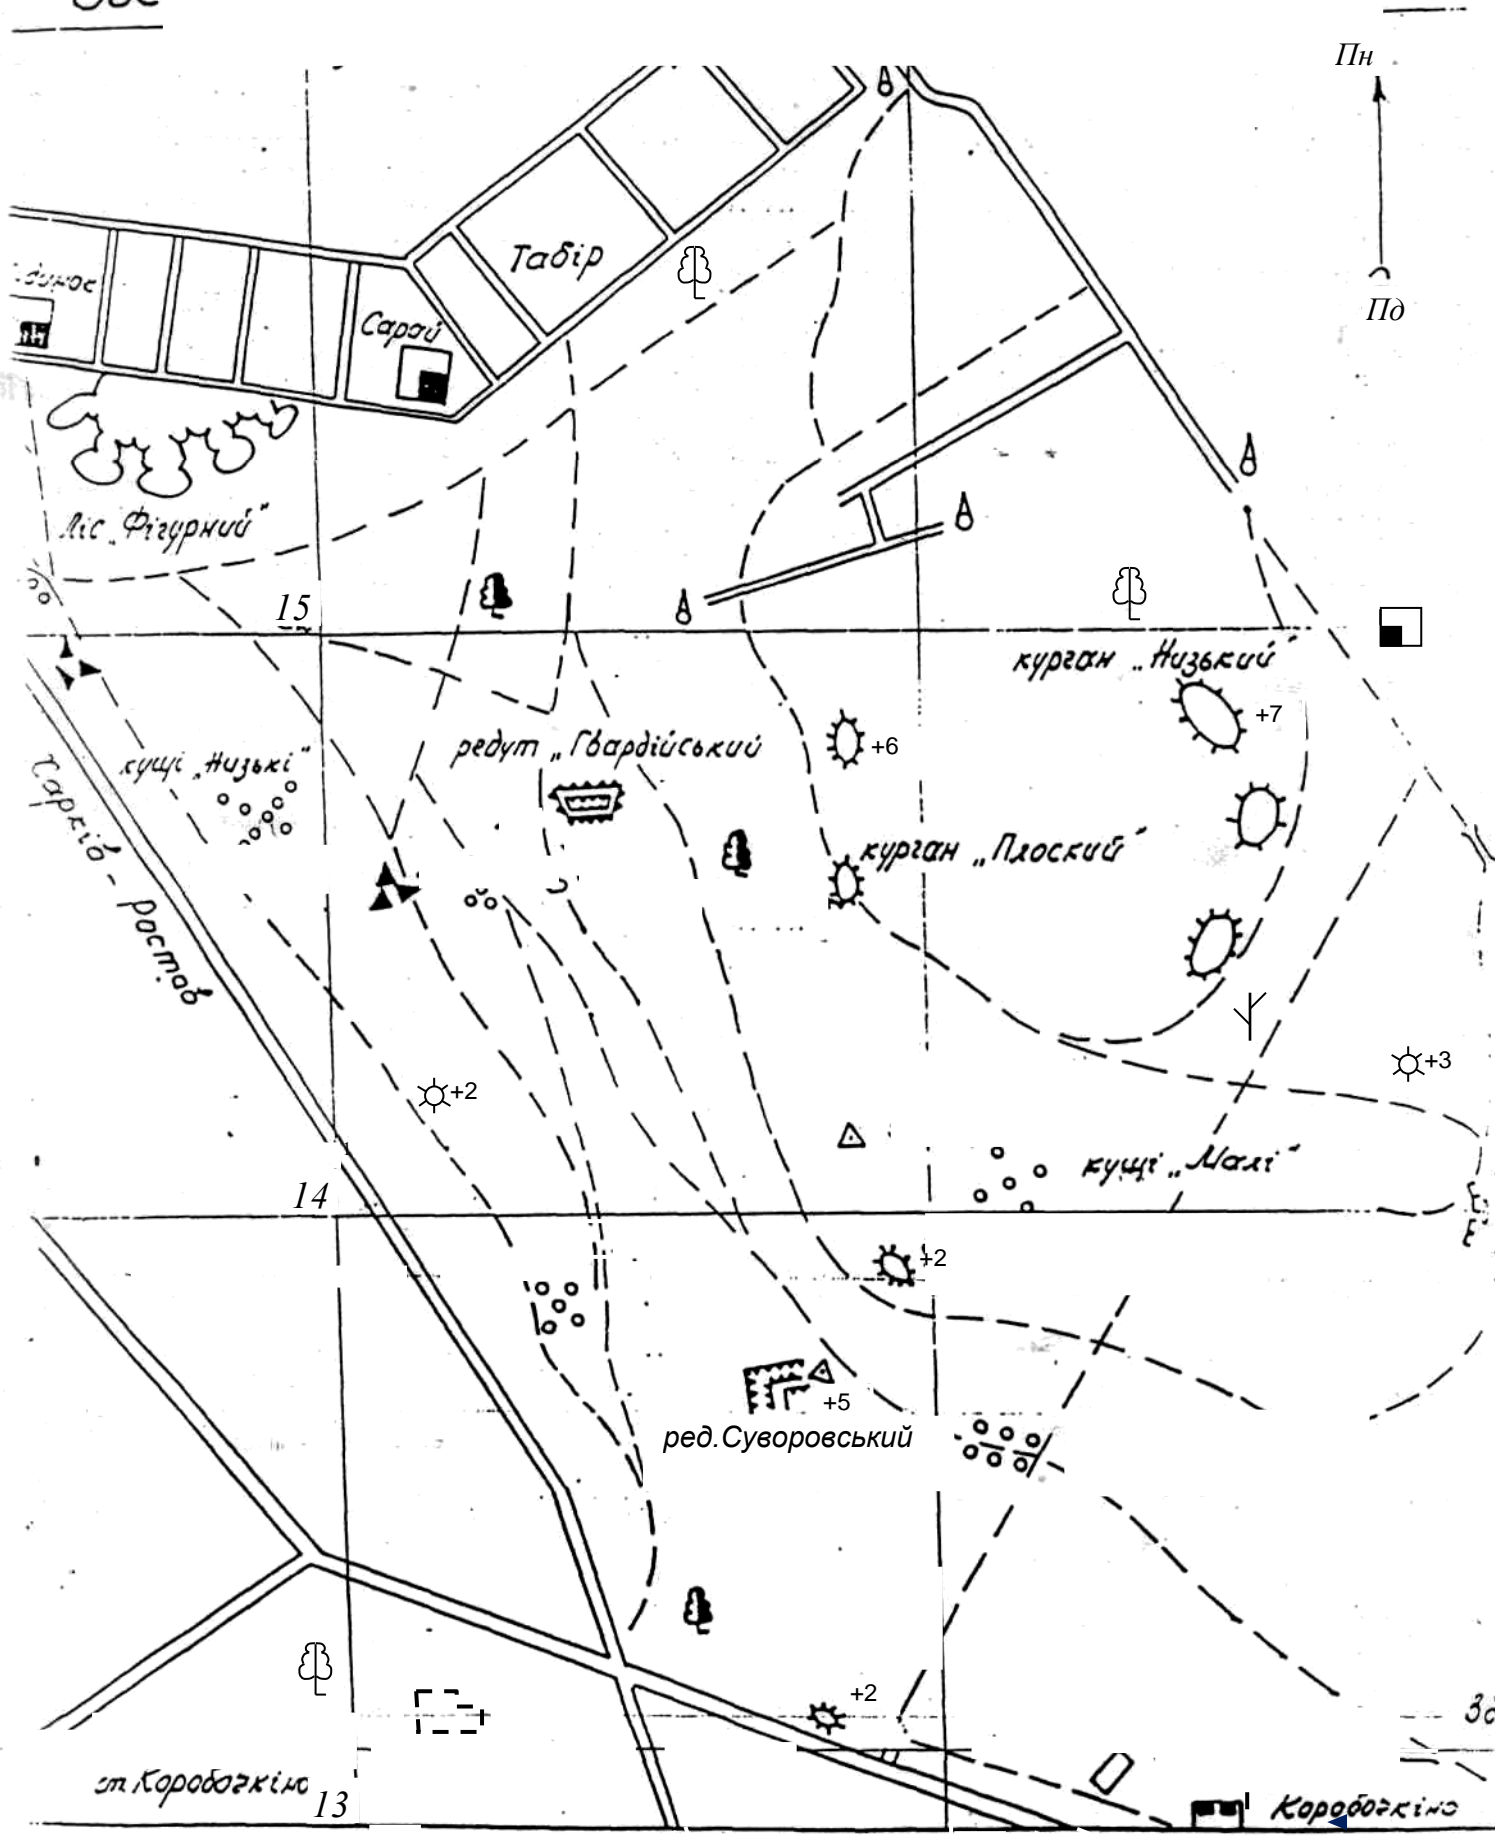 Пн
Пд
Табір
Сарай
Ліс „Фігурний"
15
курган „Низький"
+7
+6
редут „Гвардійський
кущі „Низькі"
курган „Плоский"
Харків - Ростов
+3
+2
кущі „Малі"
14
+2
+5
ред.Суворовський
+2
ст Коробочкіно
13
Коробочкіно